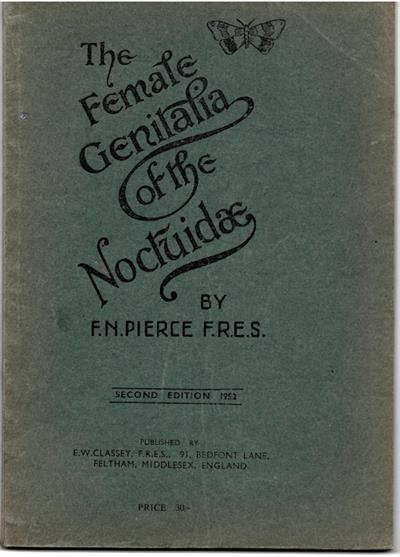 The
Female
Genitalia
of the
Noctuidæ
BY
F.N. PIERCE F.R.E.S.
SECOND EDITION 1952
PUBLISHED BY
E.W. CLASSEY, F.R.E.S., 91, BEDFONT LANE,
FELTHAM, MIDDLESEX, ENGLAND
PRICE 30/-